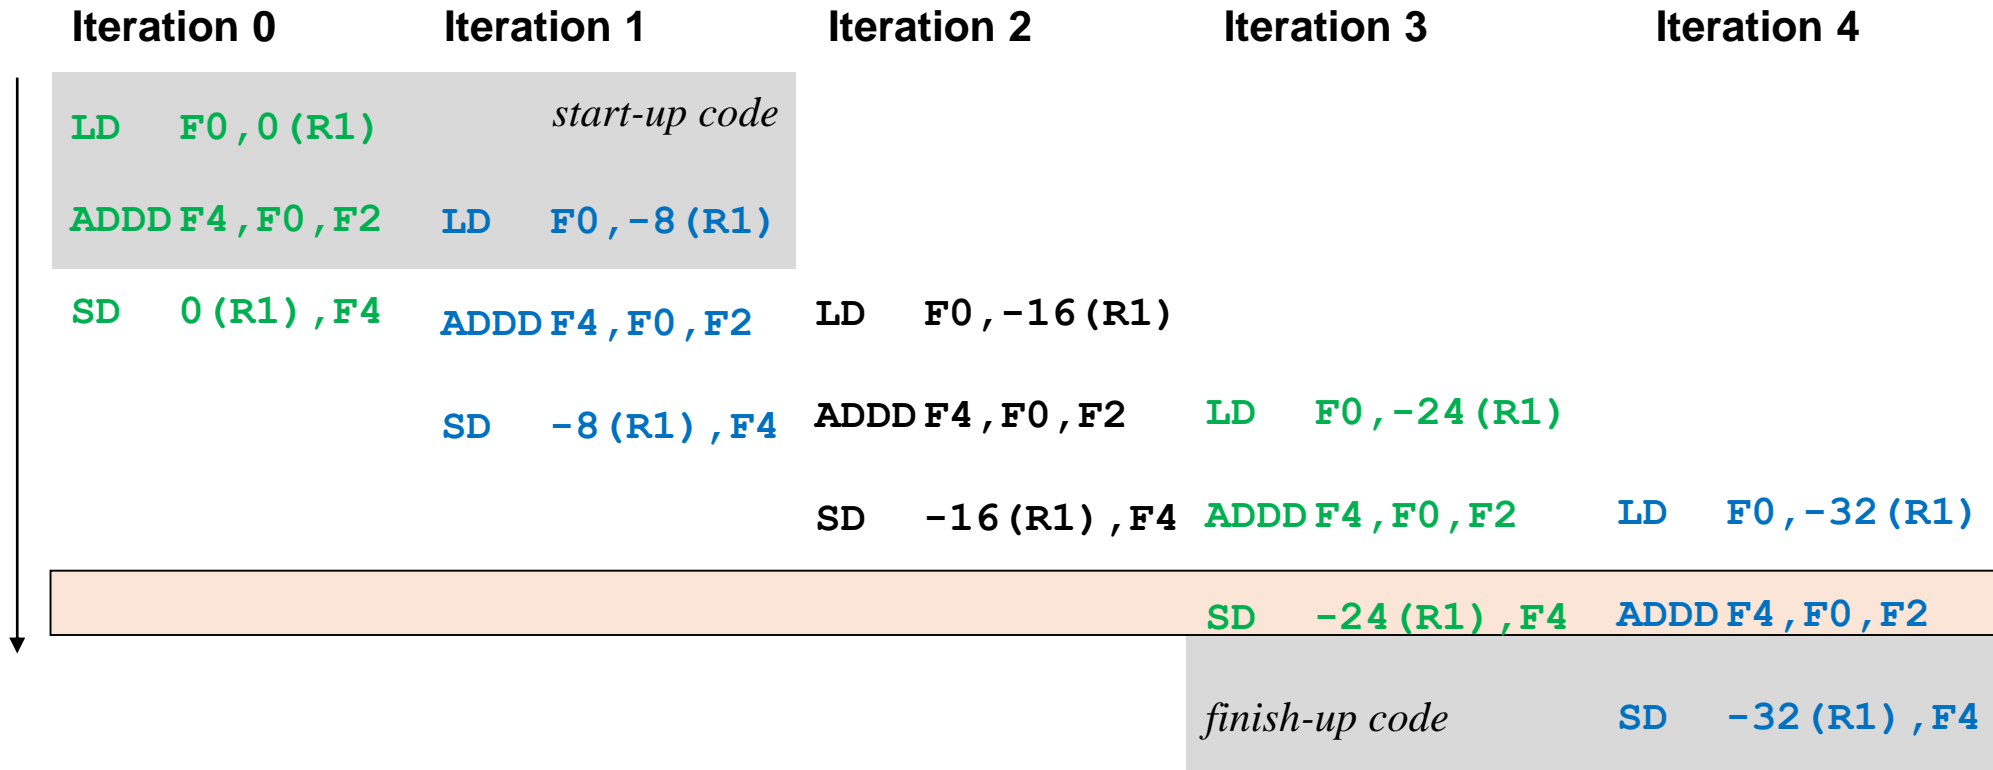 Iteration 0 Iteration 1 Iteration 2 Iteration 3 Iteration 4
LD F0,0(R1) start-up code
ADDD F4,F0,F2 LD F0,-8(R1)
SD 0(R1),F4 ADDD F4,F0,F2 LD F0,-16(R1)
SD -8(R1),F4 ADDD F4,F0,F2 LD F0,-24(R1)
SD -16(R1),F4 ADDD F4,F0,F2 LD F0,-32(R1)
SD -24(R1),F4 ADDD F4,F0,F2
finish-up code SD -32(R1),F4